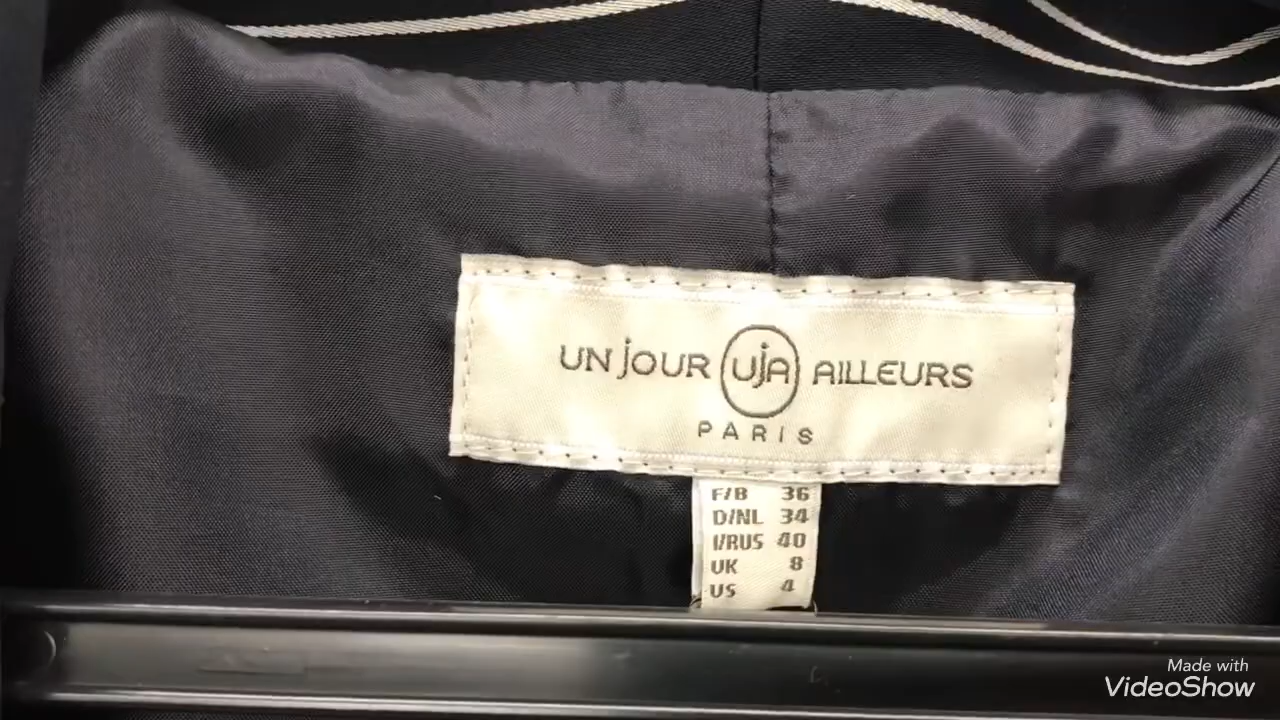 UN jOUR uja AILLEURS
PARIS
F/B 36
D/NL 34
I/RUS 40
UK 8
US 4
Made with
VideoShow